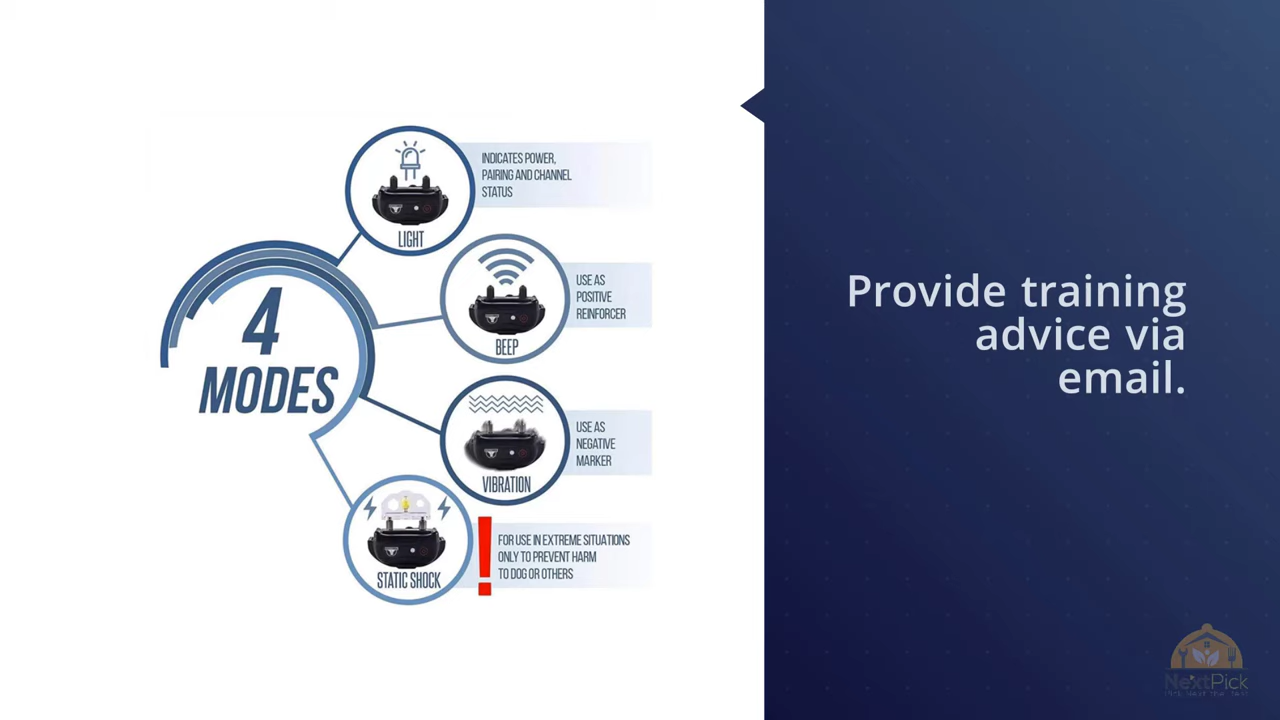 INDICATES POWER,
PAIRING AND CHANNEL
STATUS
LIGHT
USE AS
POSITIVE
REINFORCER
BEEP
4
MODES
USE AS
NEGATIVE
MARKER
VIBRATION
FOR USE IN EXTREME SITUATIONS
ONLY TO PREVENT HARM
TO DOG OR OTHERS
STATIC SHOCK
!
Provide training
advice via
email.
NextPick